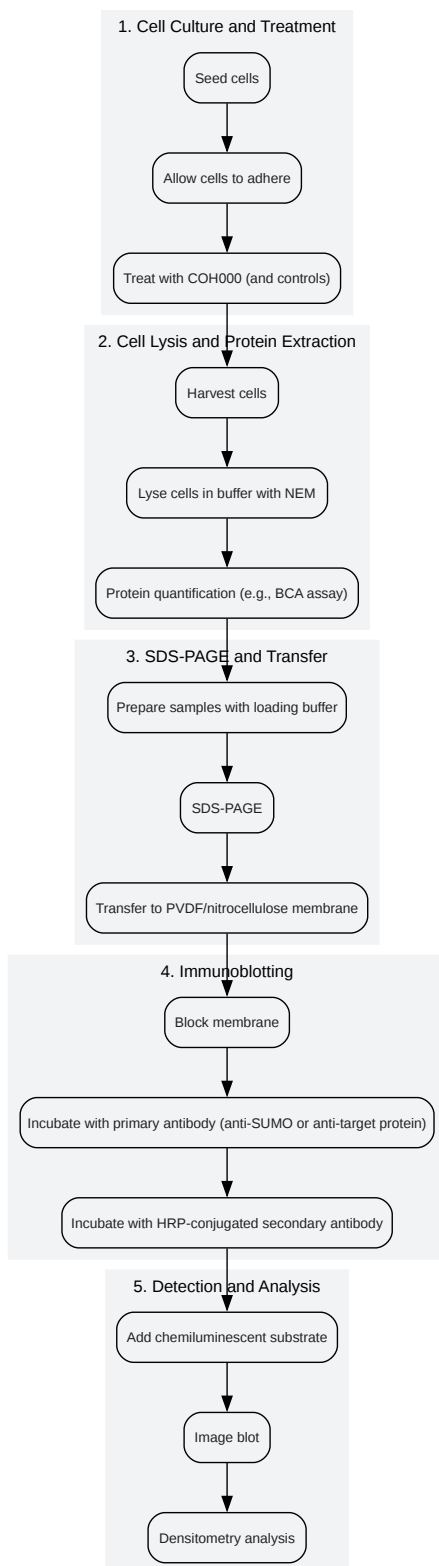 1. Cell Culture and Treatment
Seed cells
Allow cells to adhere
Treat with COH000 (and controls)
2. Cell Lysis and Protein Extraction
Harvest cells
Lyse cells in buffer with NEM
Protein quantification (e.g., BCA assay)
3. SDS-PAGE and Transfer
Prepare samples with loading buffer
SDS-PAGE
Transfer to PVDF/nitrocellulose membrane
4. Immunoblotting
Block membrane
Incubate with primary antibody (anti-SUMO or anti-target protein)
Incubate with HRP-conjugated secondary antibody
5. Detection and Analysis
Add chemiluminescent substrate
Image blot
Densitometry analysis